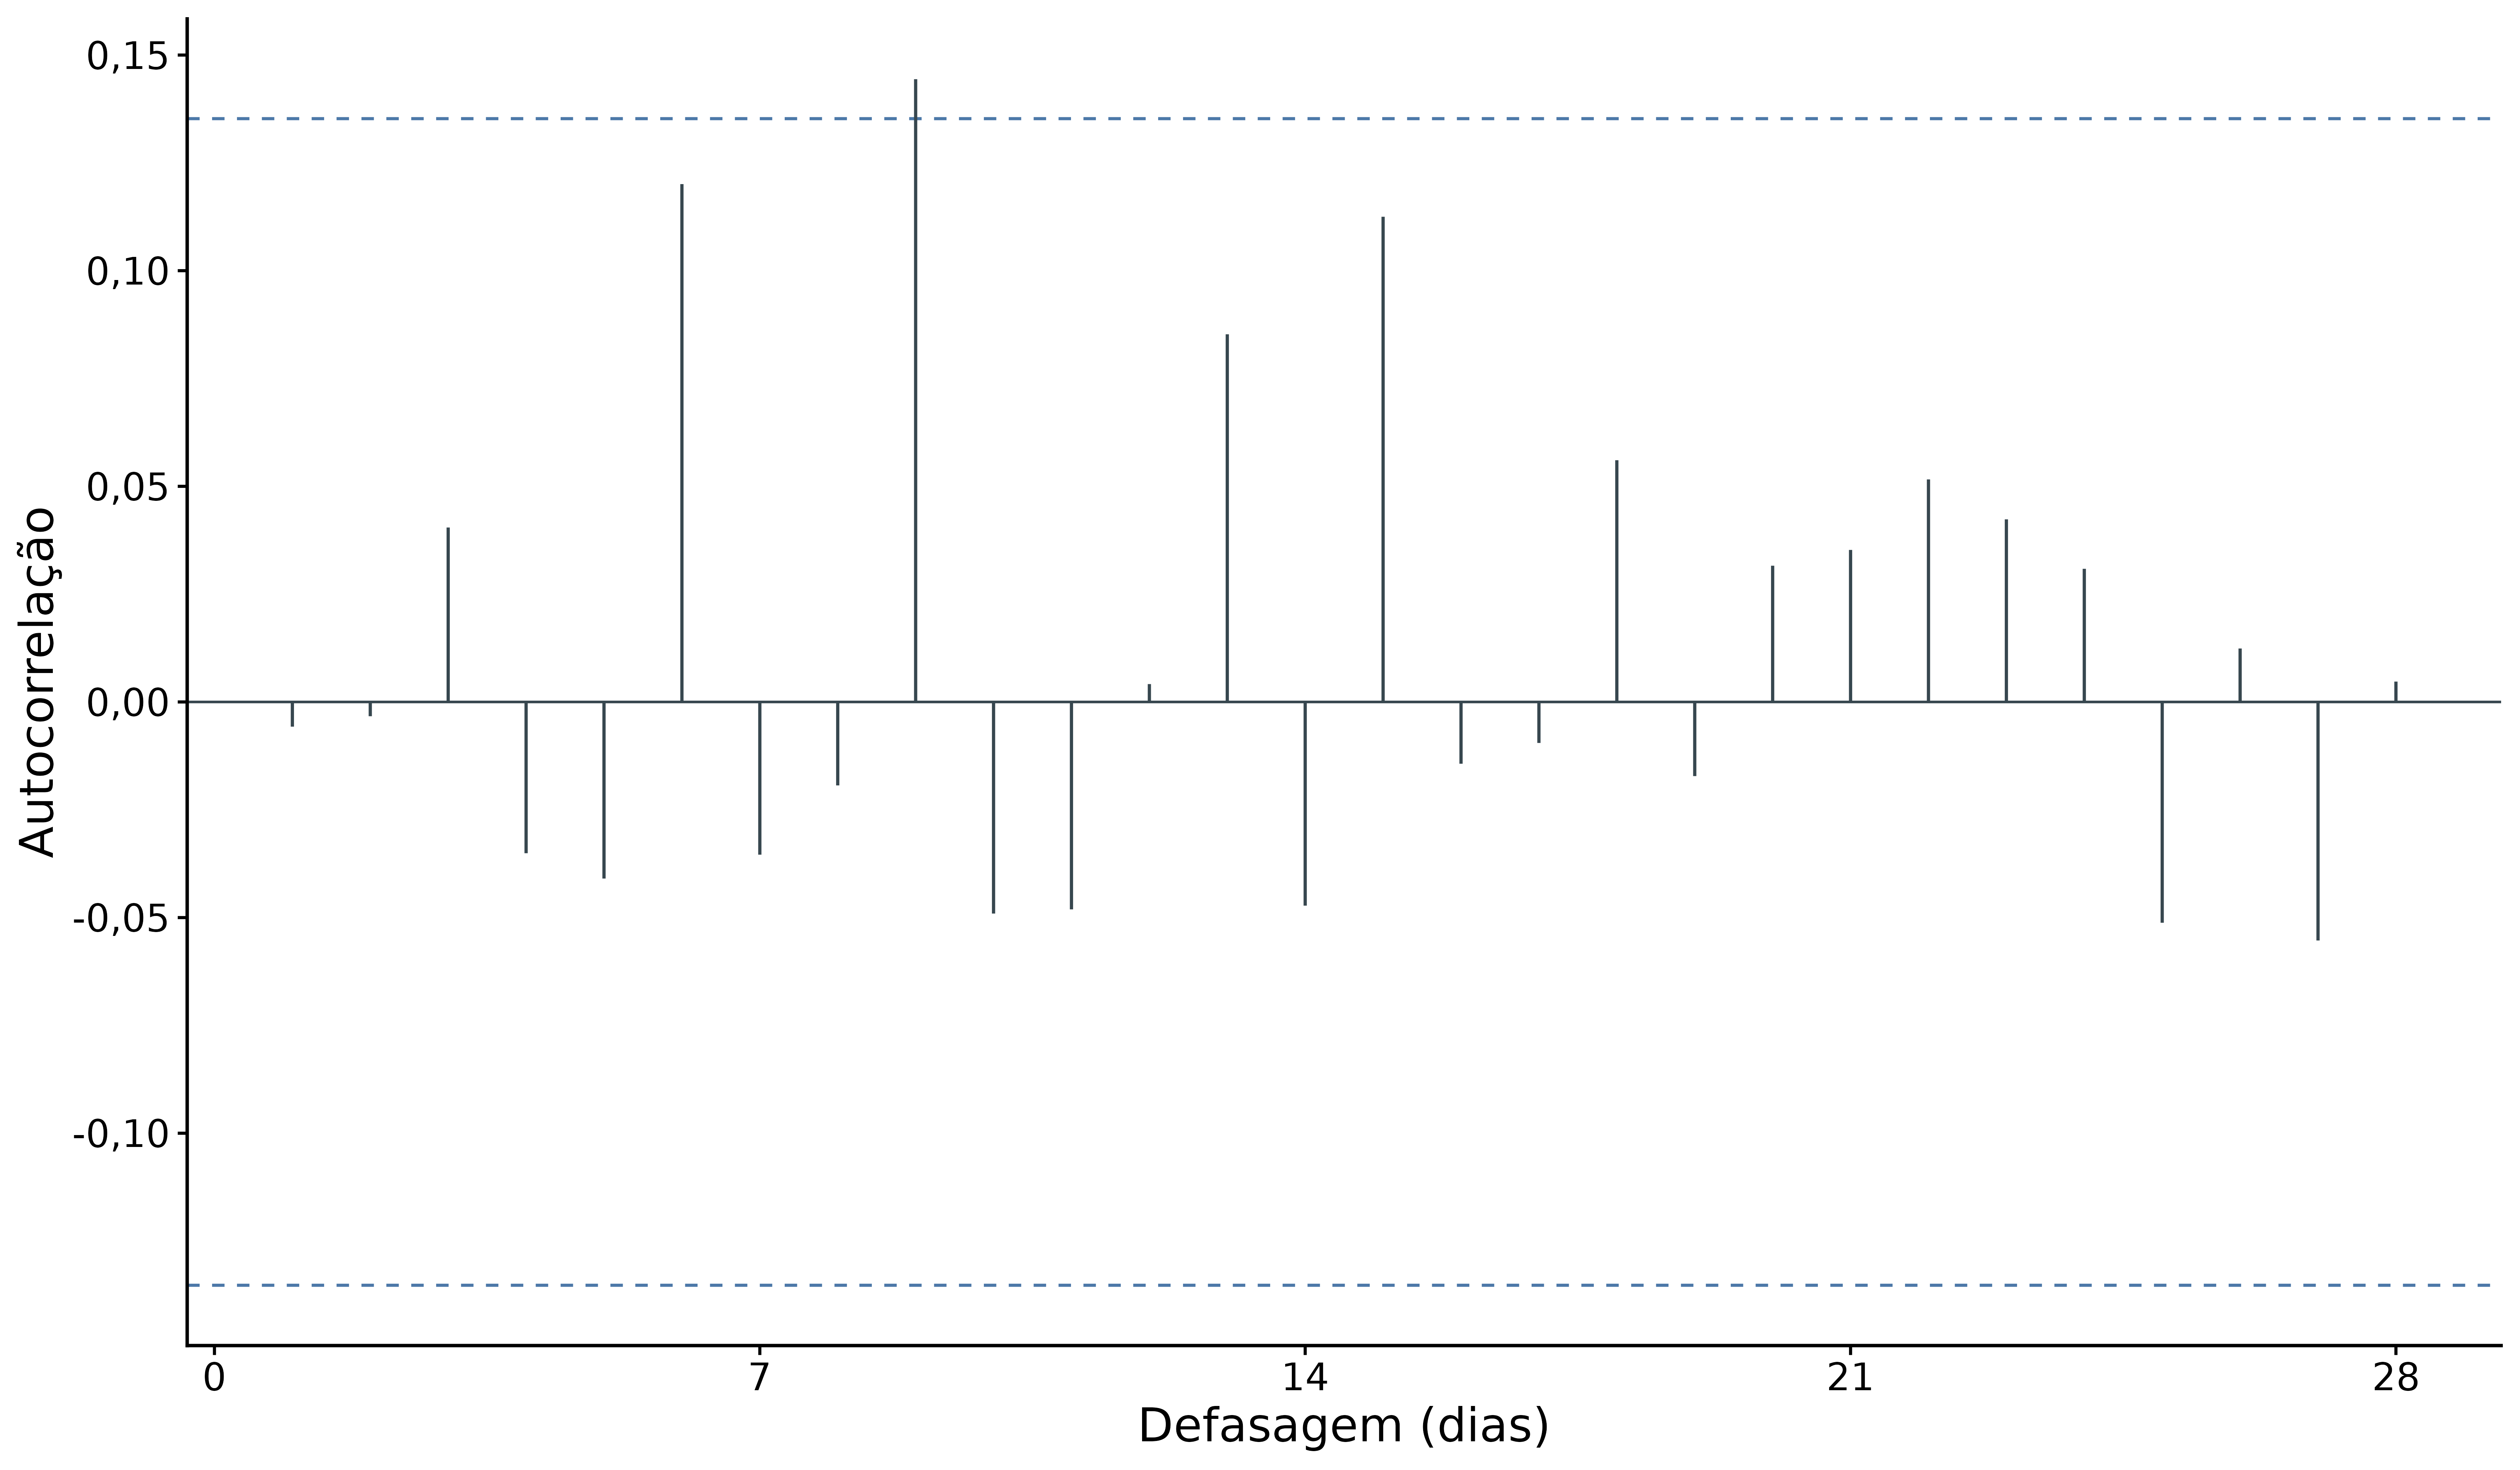 0,15
0,10
0,05
0,00
-0,05
-0,10
Autocorrelação
0 7 14 21 28
Defasagem (dias)